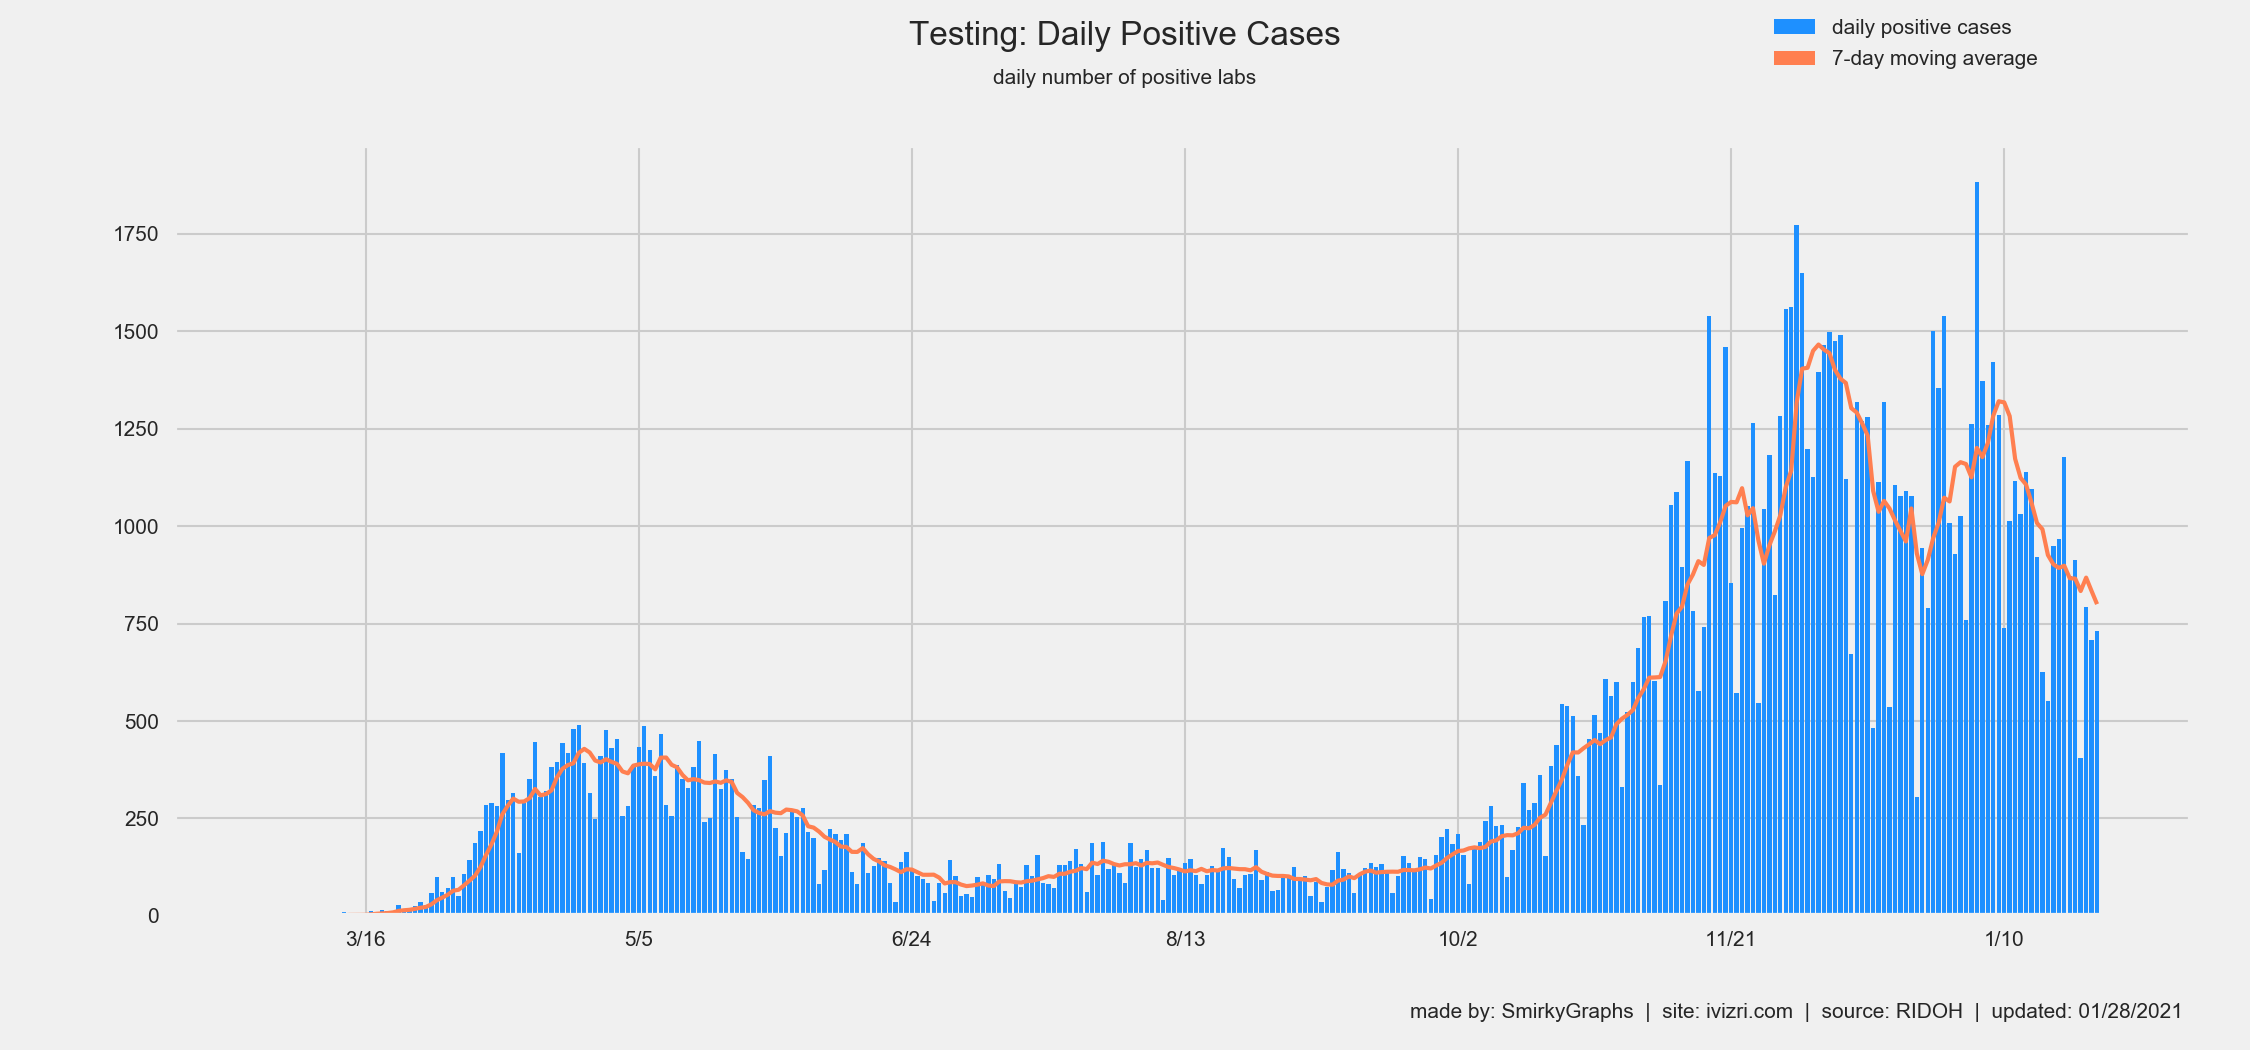 Testing: Daily Positive Cases
daily number of positive labs
daily positive cases
7-day moving average
1750
1500
1250
1000
750
500
250
0
3/16 5/5 6/24 8/13 10/2 11/21 1/10
made by: SmirkyGraphs | site: ivizri.com | source: RIDOH | updated: 01/28/2021